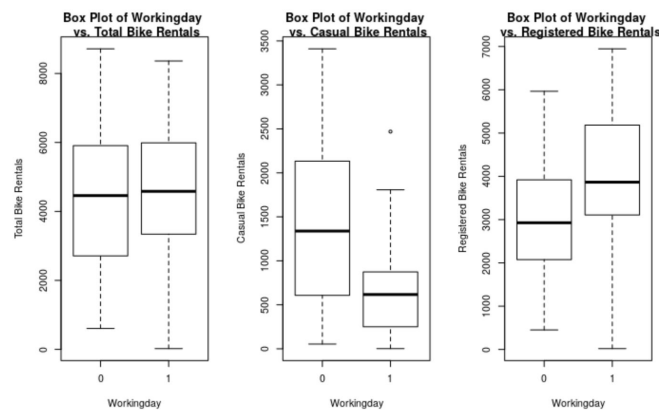 Box Plot of Workingday
vs. Total Bike Rentals
Total Bike Rentals
8000
6000
4000
2000
0
0 1
Workingday
Box Plot of Workingday
vs. Casual Bike Rentals
Casual Bike Rentals
3500
3000
2500
2000
1500
1000
500
0
0 1
Workingday
Box Plot of Workingday
vs. Registered Bike Rentals
Registered Bike Rentals
7000
6000
5000
4000
3000
2000
1000
0
0 1
Workingday